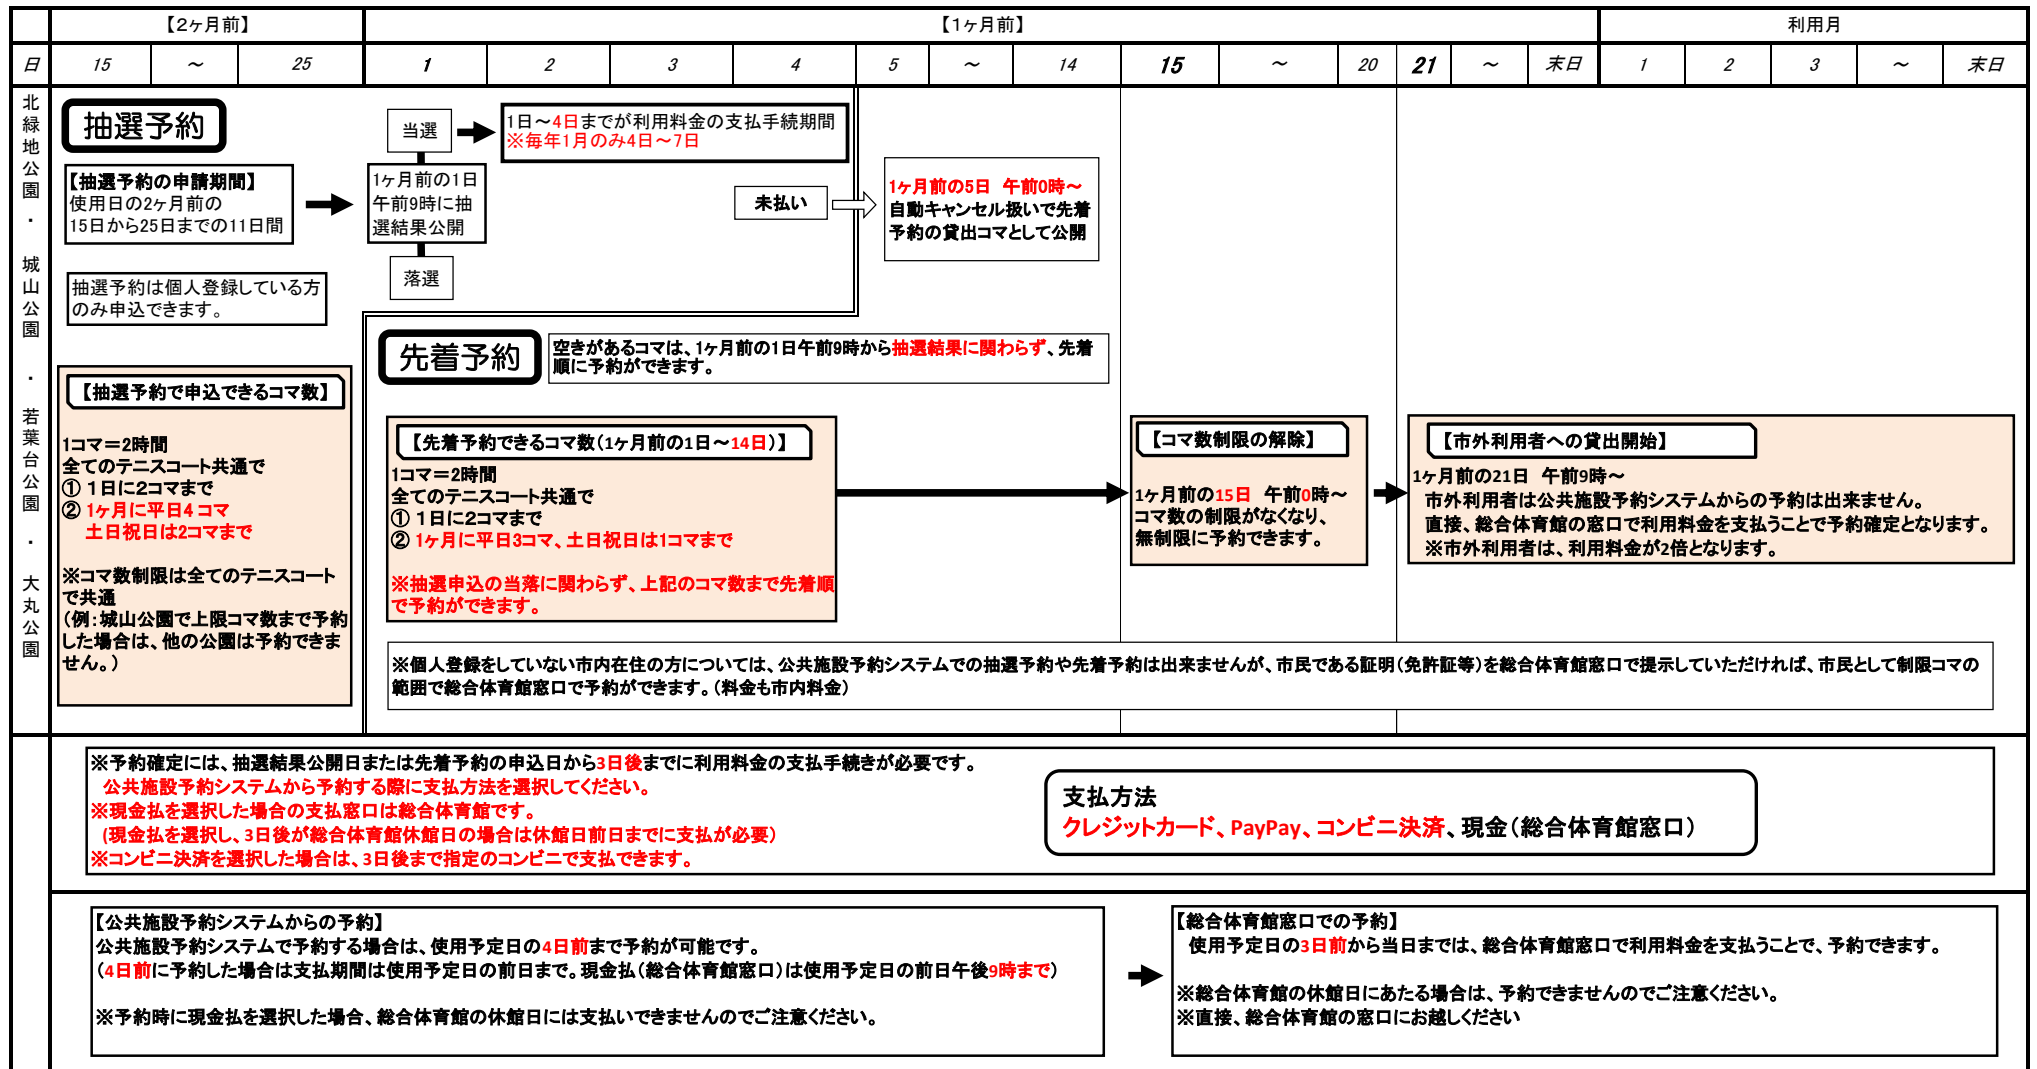 【2ヶ月前】
【1ヶ月前】
利用月
日
15
～
25
1
2
3
4
5
～
14
15
～
20
21
～
末日
1
2
3
～
末日
北緑地公園・城山公園・若葉台公園・大丸公園
抽選予約
【抽選予約の申請期間】
使用日の2ヶ月前の
15日から25日までの11日間
抽選予約は個人登録している方
のみ申込できます。
当選
1ヶ月前の1日
午前9時に抽
選結果公開
落選
1日～4日までが利用料金の支払手続期間
※毎年1月のみ4日～7日
未払い
1ヶ月前の5日　午前0時～
自動キャンセル扱いで先着
予約の貸出コマとして公開
【抽選予約で申込できるコマ数】
1コマ＝2時間
全てのテニスコート共通で
① 1日に2コマまで
② 1ヶ月に平日4コマ
土日祝日は2コマまで
※コマ数制限は全てのテニスコート
で共通
（例：城山公園で上限コマ数まで予約
した場合は、他の公園は予約できま
せん。）
先着予約
空きがあるコマは、1ヶ月前の1日午前9時から抽選結果に関わらず、先着
順に予約ができます。
【先着予約できるコマ数（1ヶ月前の1日～14日）】
1コマ＝2時間
全てのテニスコート共通で
① 1日に2コマまで
② 1ヶ月に平日3コマ、土日祝日は1コマまで
※抽選申込の当落に関わらず、上記のコマ数まで先着順
で予約ができます。
【コマ数制限の解除】
1ヶ月前の15日　午前0時～
コマ数の制限がなくなり、
無制限に予約できます。
【市外利用者への貸出開始】
1ヶ月前の21日　午前9時～
市外利用者は公共施設予約システムからの予約は出来ません。
直接、総合体育館の窓口で利用料金を支払うことで予約確定となります。
※市外利用者は、利用料金が2倍となります。
※個人登録をしていない市内在住の方については、公共施設予約システムでの抽選予約や先着予約は出来ませんが、市民である証明（免許証等）を総合体育館窓口で提示していただければ、市民として制限コマの
範囲で総合体育館窓口で予約ができます。（料金も市内料金）
※予約確定には、抽選結果公開日または先着予約の申込日から3日後までに利用料金の支払手続きが必要です。
公共施設予約システムから予約する際に支払方法を選択してください。
※現金払を選択した場合の支払窓口は総合体育館です。
（現金払を選択し、3日後が総合体育館休館日の場合は休館日前日までに支払が必要）
※コンビニ決済を選択した場合は、3日後まで指定のコンビニで支払できます。
支払方法
クレジットカード、PayPay、コンビニ決済、現金（総合体育館窓口）
【公共施設予約システムからの予約】
公共施設予約システムで予約する場合は、使用予定日の4日前まで予約が可能です。
（4日前に予約した場合は支払期間は使用予定日の前日まで。現金払（総合体育館窓口）は使用予定日の前日午後9時まで）
※予約時に現金払を選択した場合、総合体育館の休館日には支払いできませんのでご注意ください。
【総合体育館窓口での予約】
使用予定日の3日前から当日までは、総合体育館窓口で利用料金を支払うことで、予約できます。
※総合体育館の休館日にあたる場合は、予約できませんのでご注意ください。
※直接、総合体育館の窓口にお越しください